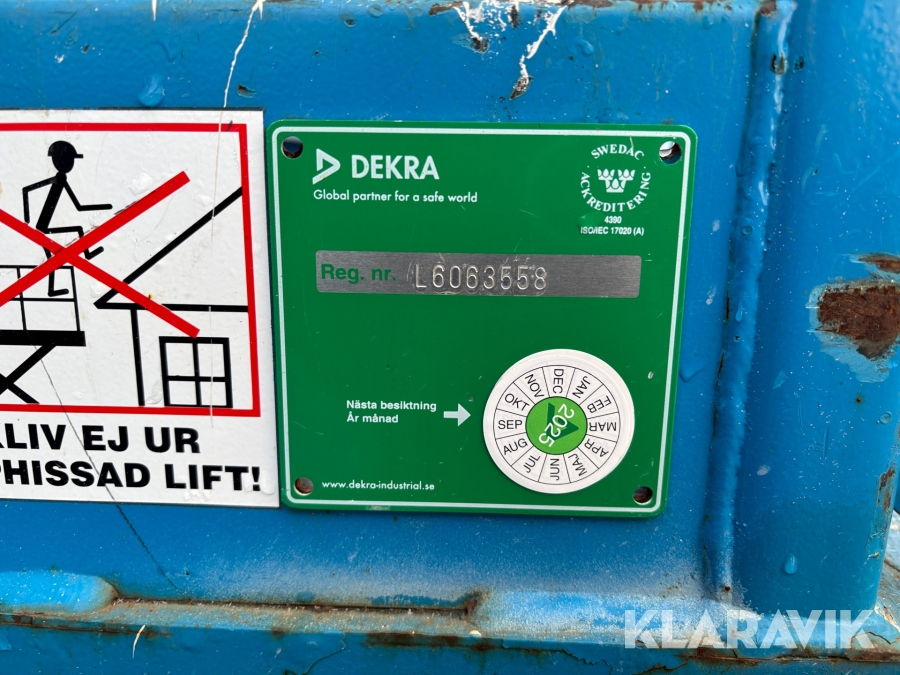 KLIV EJ UR
PHISSAD LIFT!
DEKRA
Global partner for a safe world
SWEDAC
ACKREDITERING
4390
ISO/IEC 17020 (A)
Reg. nr. L6063558
Nästa besiktning
År månad
JAN
FEB
MAR
APR
MAJ
JUN
JUL
AUG
SEP
OKT
NOV
DEC
2025
www.dekra-industrial.se
KLARAVIK